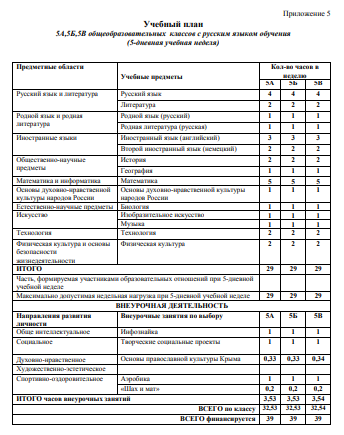 Приложение 5
Учебный план
5А,5Б,5В общеобразовательных классов с русским языком обучения
(5-дневная учебная неделя)
Предметные области Учебные предметы Кол-во часов в неделю
5А 5Б 5В
Русский язык и литература Русский язык 4 4 4
Литература 2 2 2
Родной язык и родная литература Родной язык (русский) 1 1 1
Родная литература (русская) 1 1 1
Иностранные языки Иностранный язык (английский) 3 3 3
Второй иностранный язык (немецкий) 2 2 2
Общественно-научные предметы История 2 2 2
География 1 1 1
Математика и информатика Математика 5 5 5
Основы духовно-нравственной культуры народов России Основы духовно-нравственной культуры народов России 1 1 1
Естественно-научные предметы Биология 1 1 1
Искусство Изобразительное искусство 1 1 1
Музыка 1 1 1
Технология Технология 2 2 2
Физическая культура и основы безопасности жизнедеятельности Физическая культура 2 2 2
ИТОГО 29 29 29
Часть, формируемая участниками образовательных отношений при 5-дневной учебной неделе
Максимально допустимая недельная нагрузка при 5-дневной учебной неделе 29 29 29
ВНЕУРОЧНАЯ ДЕЯТЕЛЬНОСТЬ
Направления развития личности Внеурочные занятия по выбору 5А 5Б 5В
Обще интеллектуальное Инфознайка 1 1 1
Социальное Творческие социальные проекты 1 1 1
Духовно-нравственное Основы православной культуры Крыма 0,33 0,33 0,34
Художественно-эстетическое
Спортивно-оздоровительное Аэробика 1 1 1
«Шах и мат» 0,2 0,2 0,2
ИТОГО часов внеурочных занятий 3,53 3,53 3,54
ВСЕГО по классу 32,53 32,53 32,54
ВСЕГО финансируется 39 39 39